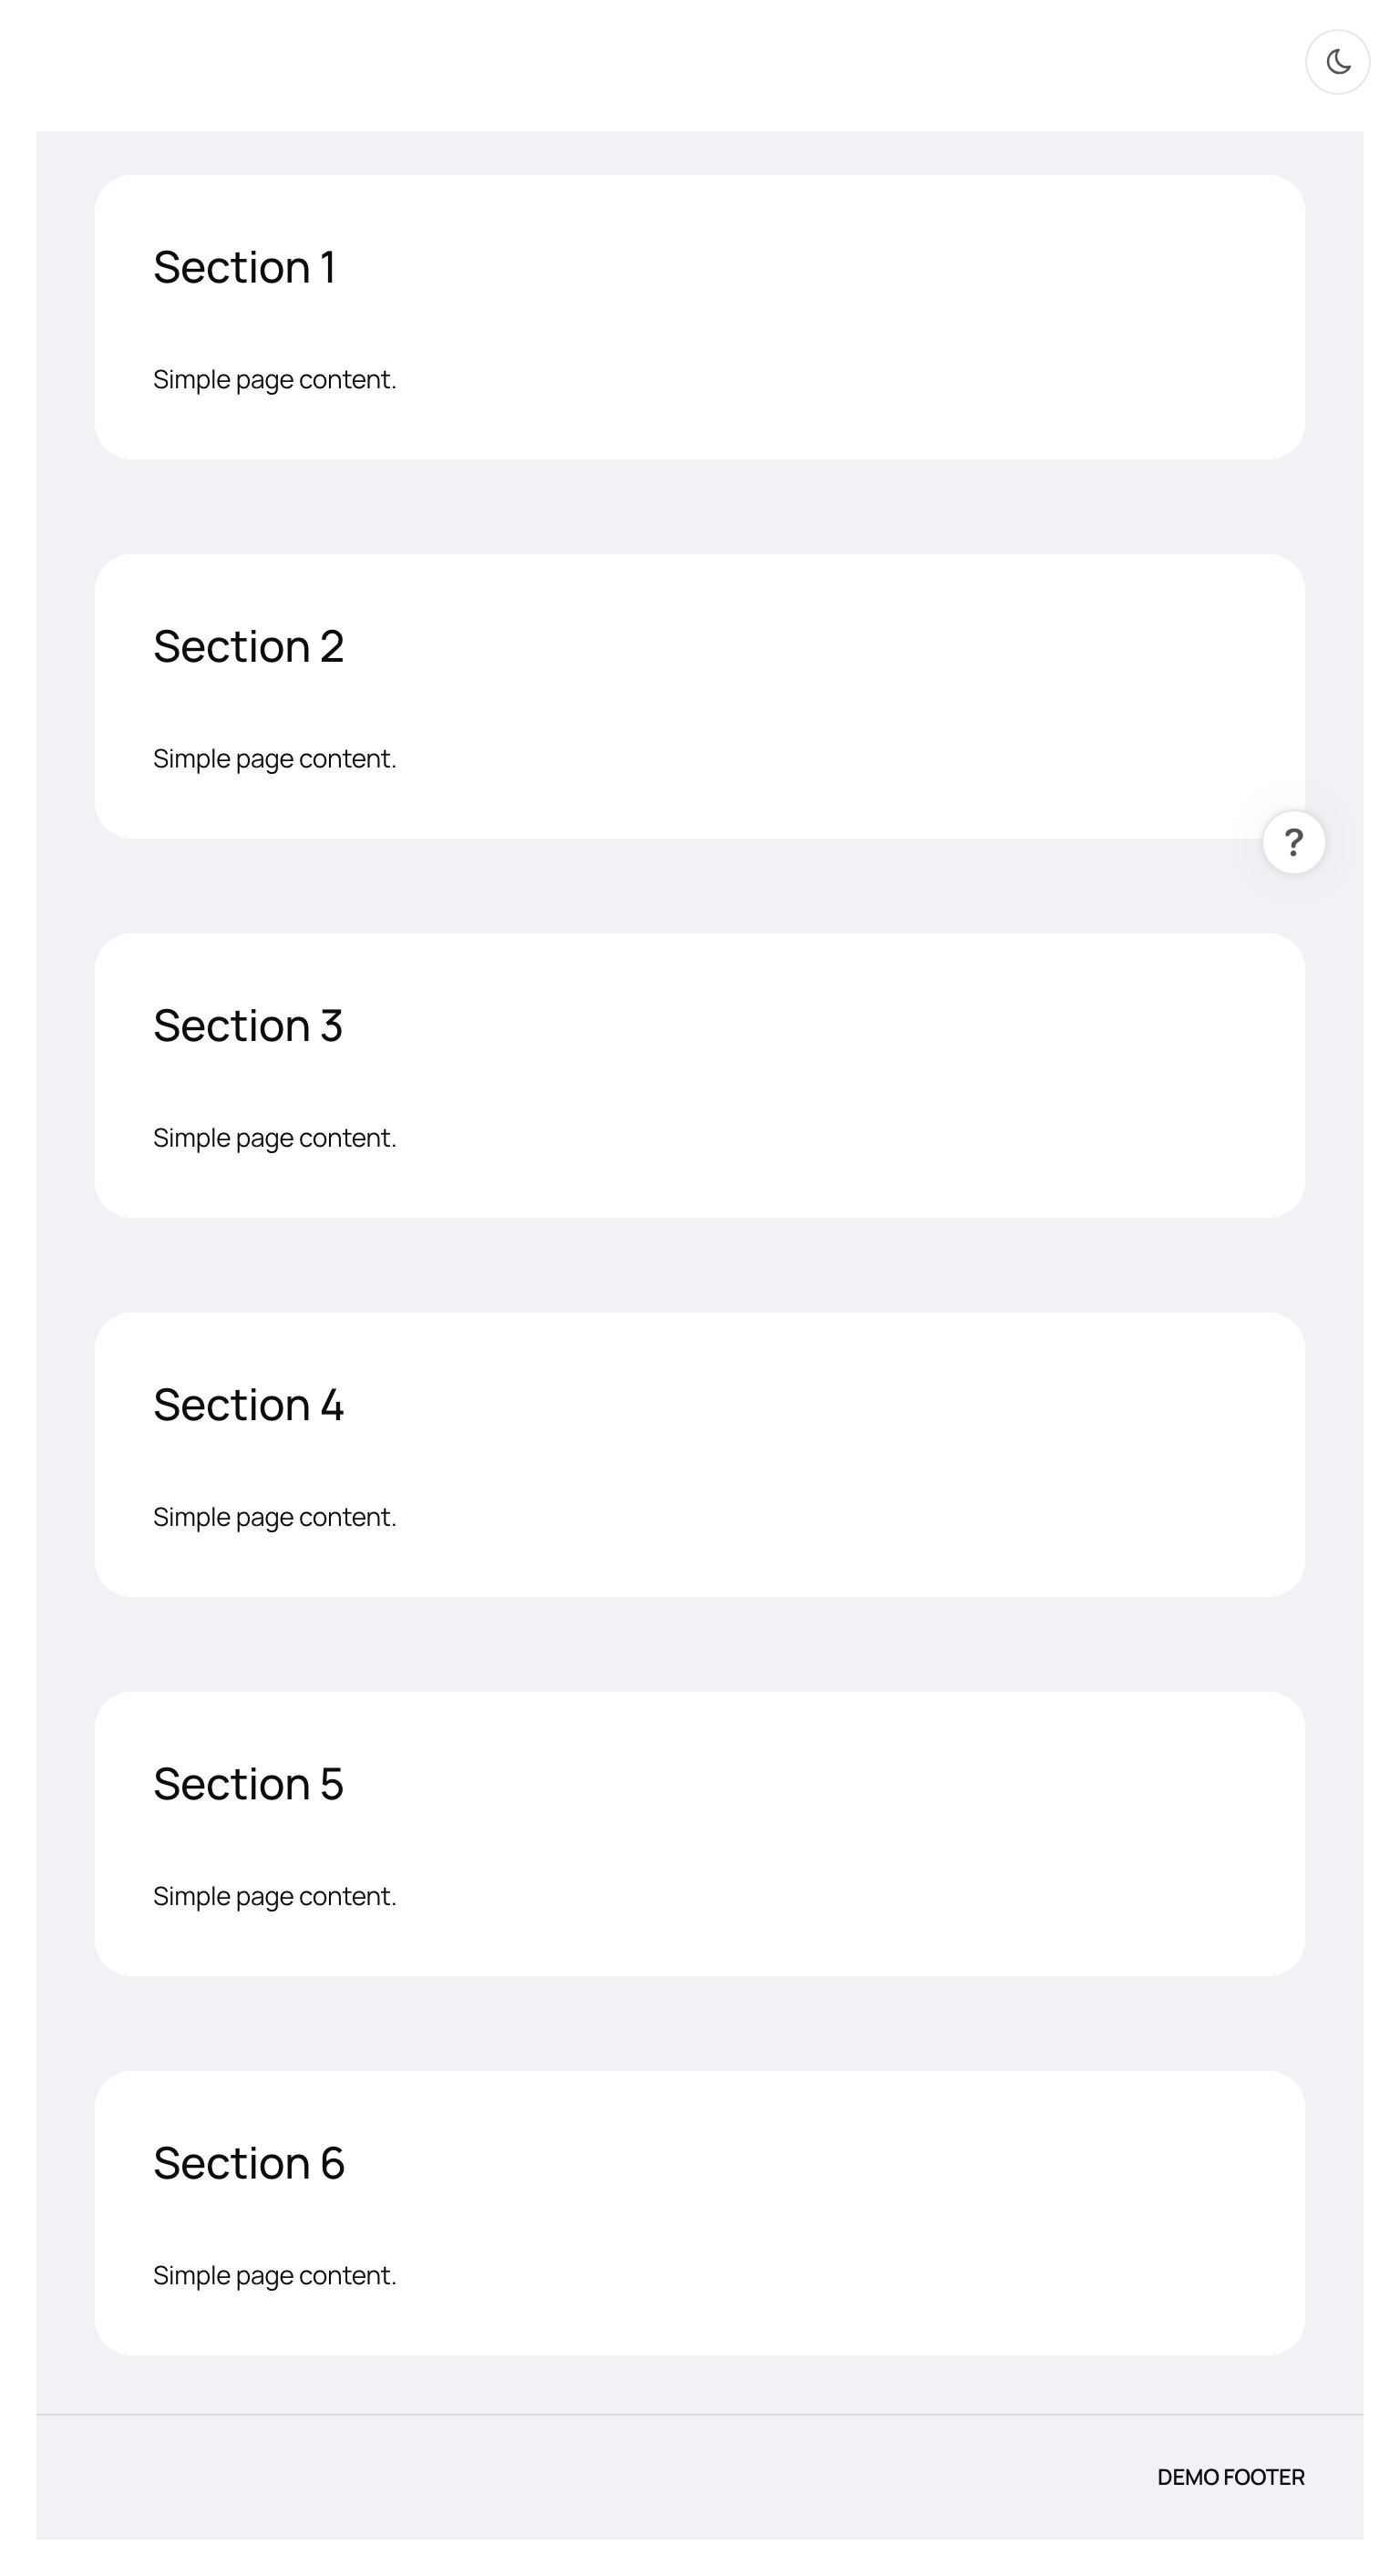 Section 1
Simple page content.
Section 2
Simple page content.
?
Section 3
Simple page content.
Section 4
Simple page content.
Section 5
Simple page content.
Section 6
Simple page content.
DEMO FOOTER